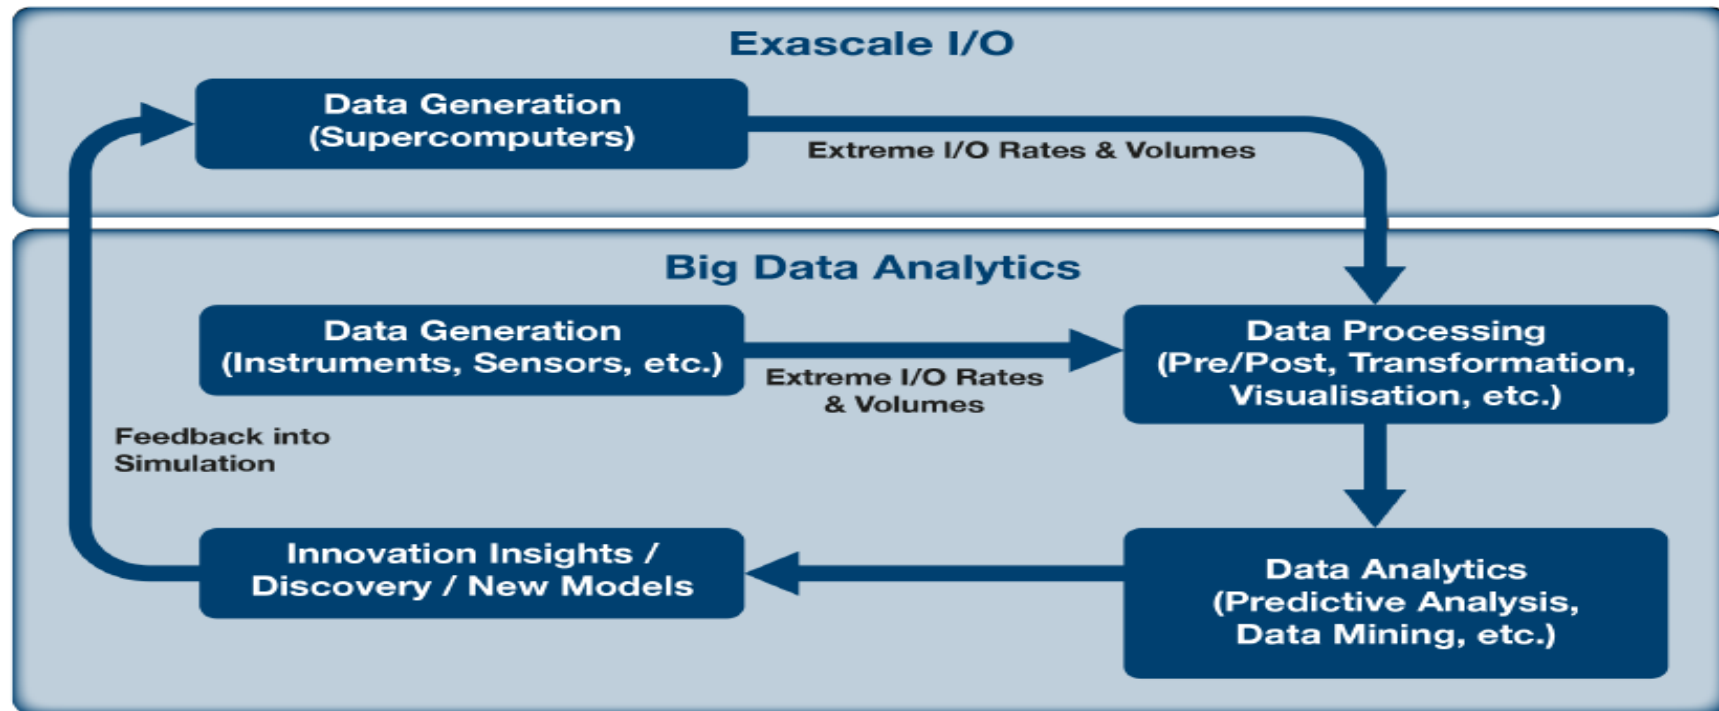 Exascale I/O
Data Generation
(Supercomputers)
Extreme I/O Rates & Volumes
Big Data Analytics
Data Generation
(Instruments, Sensors, etc.)
Extreme I/O Rates
& Volumes
Data Processing
(Pre/Post, Transformation,
Visualisation, etc.)
Feedback into
Simulation
Innovation Insights /
Discovery / New Models
Data Analytics
(Predictive Analysis,
Data Mining, etc.)